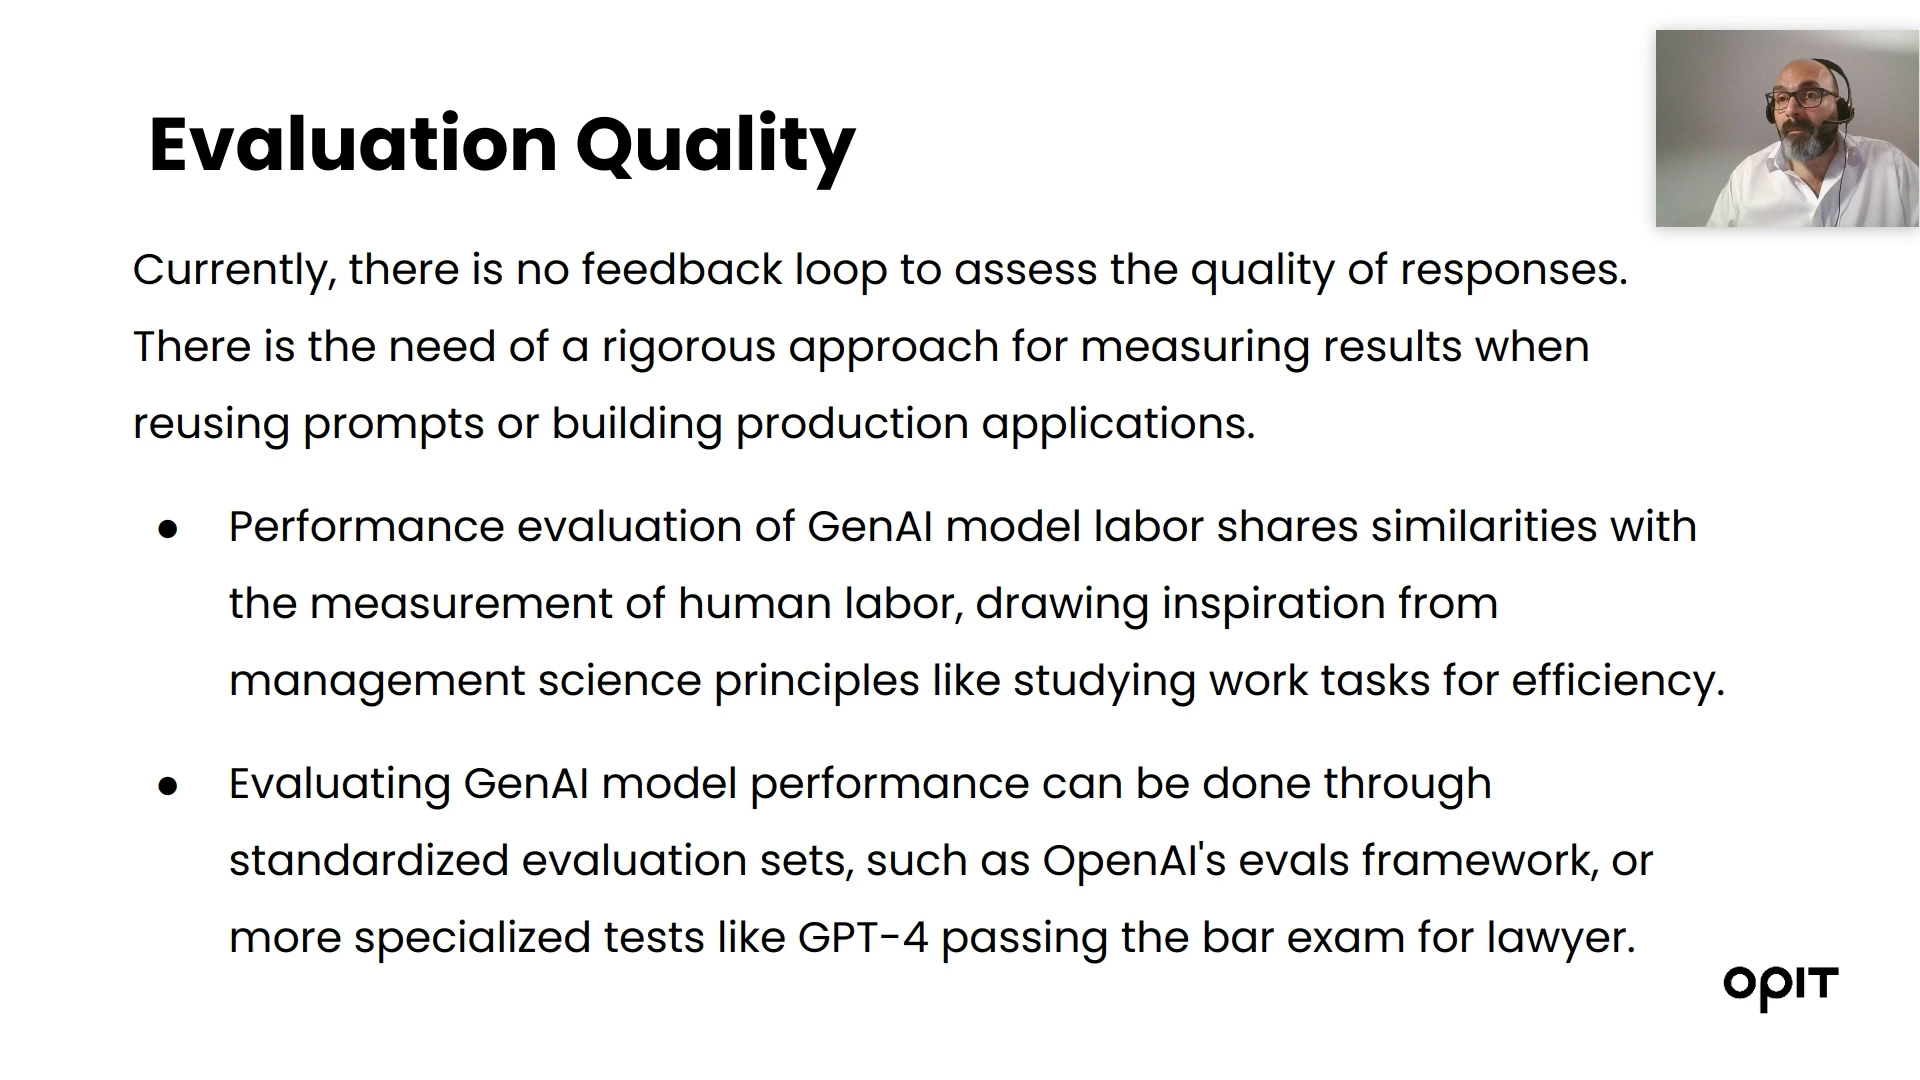 Evaluation Quality
Currently, there is no feedback loop to assess the quality of responses.
There is the need of a rigorous approach for measuring results when
reusing prompts or building production applications.
● Performance evaluation of GenAI model labor shares similarities with
the measurement of human labor, drawing inspiration from
management science principles like studying work tasks for efficiency.
● Evaluating GenAI model performance can be done through
standardized evaluation sets, such as OpenAI's evals framework, or
more specialized tests like GPT-4 passing the bar exam for lawyer.
OPIT